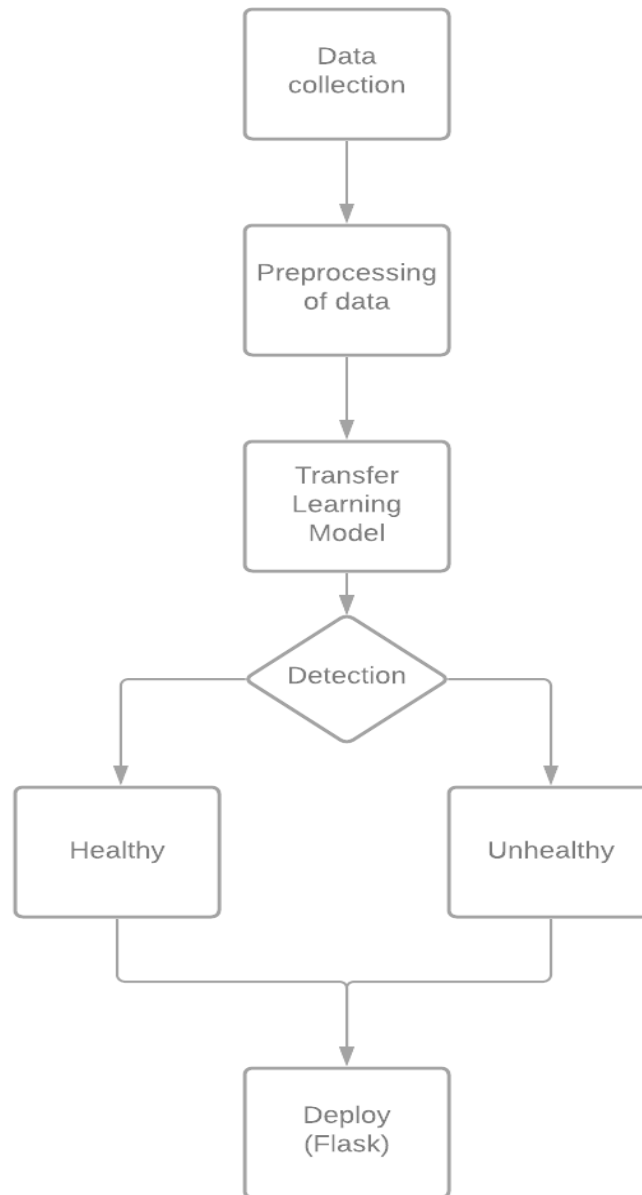 Data
collection
Preprocessing
of data
Transfer
Learning
Model
Detection
Healthy
Unhealthy
Deploy
(Flask)